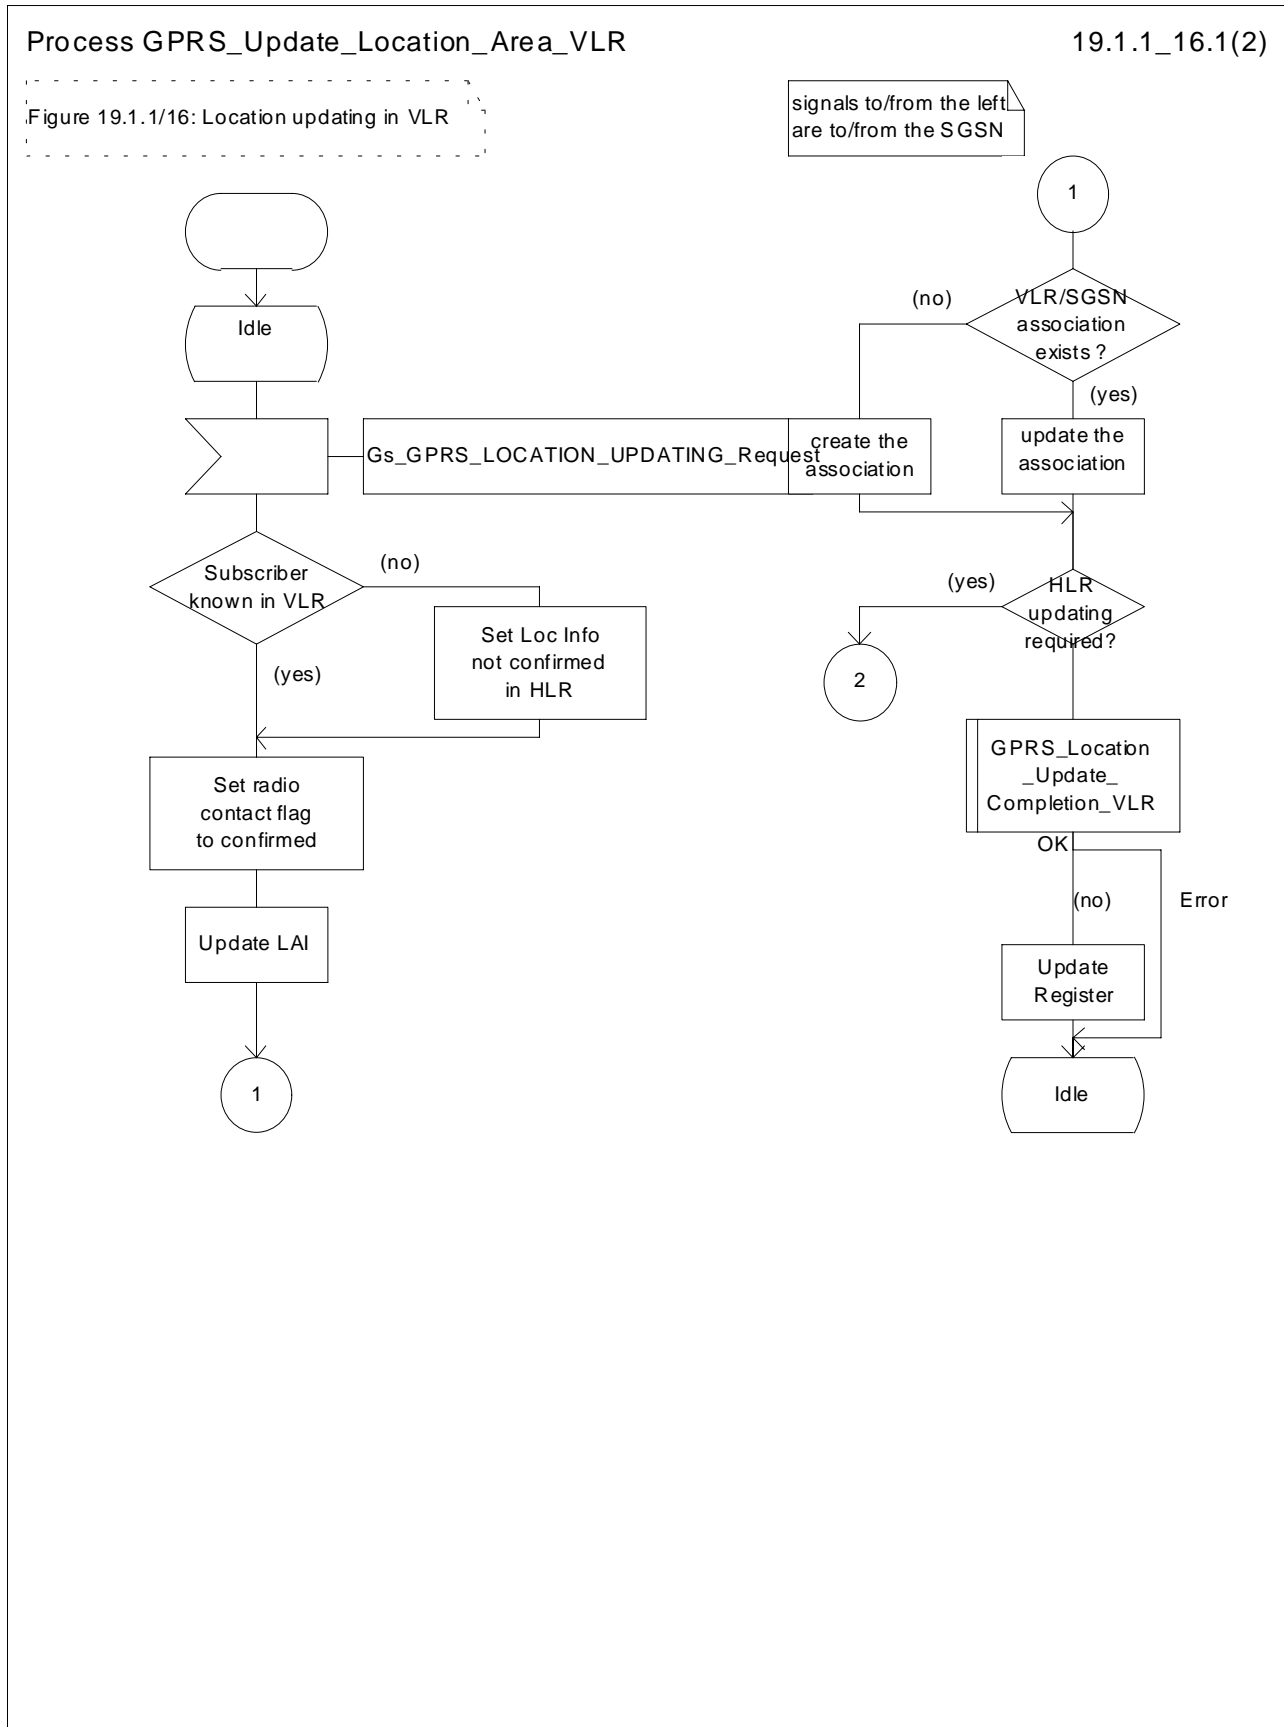 Process GPRS_Update_Location_Area_VLR
19.1.1_16.1(2)
Figure 19.1.1/16: Location updating in VLR
signals to/from the left
are to/from the SGSN
Idle
Gs_GPRS_LOCATION_UPDATING_Request
Subscriber
known in VLR
(no)
(yes)
Set Loc Info
not confirmed
in HLR
Set radio
contact flag
to confirmed
Update LAI
1
1
VLR/SGSN
association
exists ?
(no)
(yes)
create the
association
update the
association
HLR
updating
required?
(yes)
2
GPRS_Location
_Update_
Completion_VLR
OK
(no)
Error
Update
Register
Idle